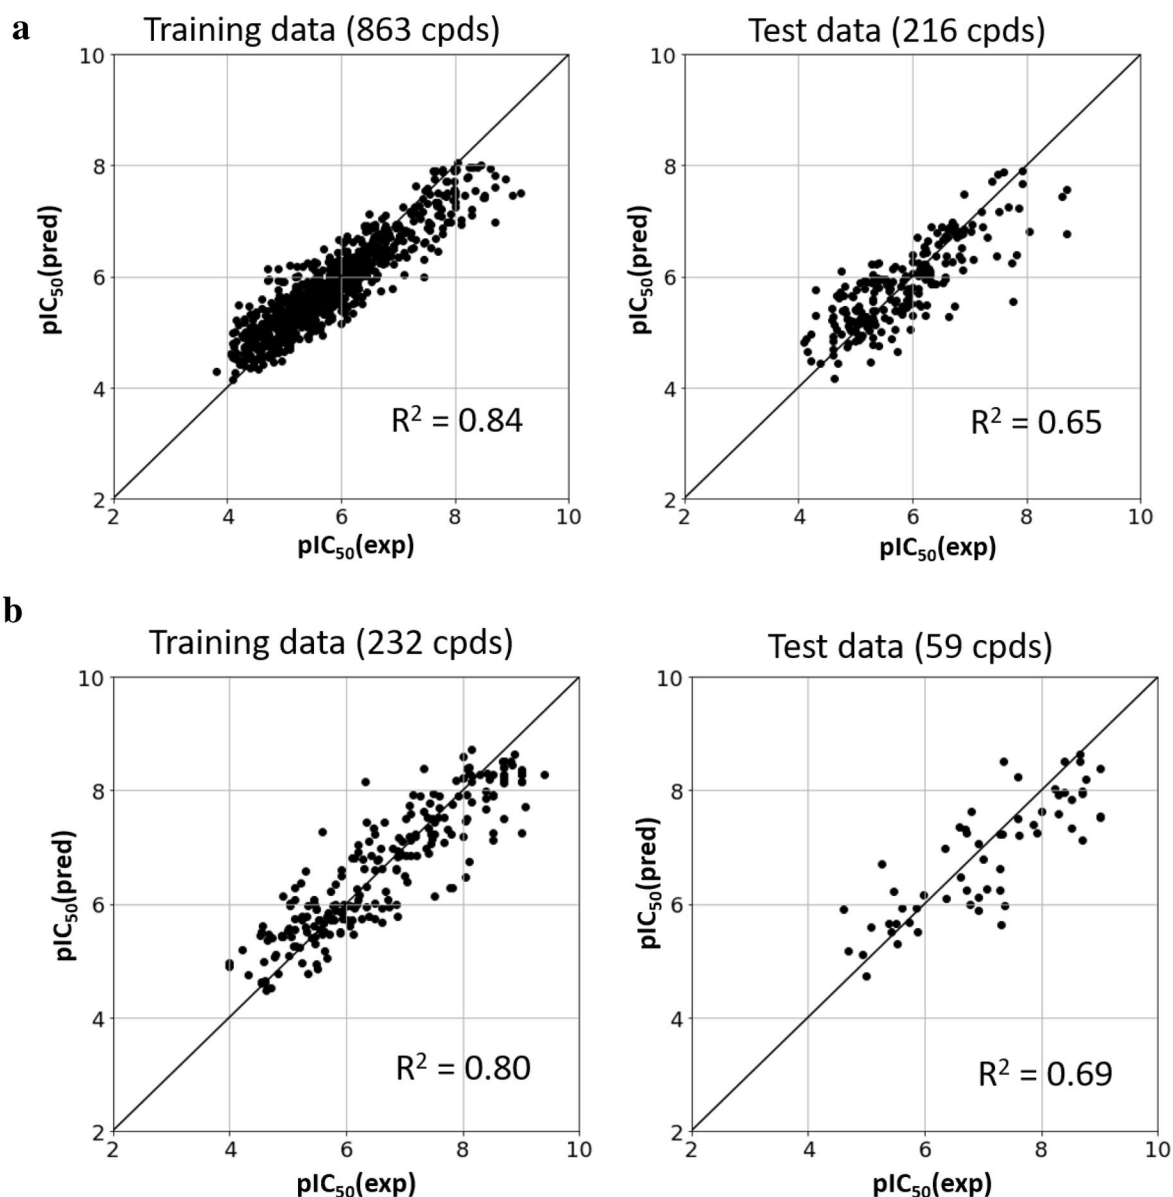 a
Training data (863 cpds)
Test data (216 cpds)
10
8
6
4
2
pIC50(pred)
R2 = 0.84
2 4 6 8 10
pIC50(exp)
10
8
6
4
2
pIC50(pred)
R2 = 0.65
2 4 6 8 10
pIC50(exp)
b
Training data (232 cpds)
Test data (59 cpds)
10
8
6
4
2
pIC50(pred)
R2 = 0.80
2 4 6 8 10
pIC50(exp)
10
8
6
4
2
pIC50(pred)
R2 = 0.69
2 4 6 8 10
pIC50(exp)